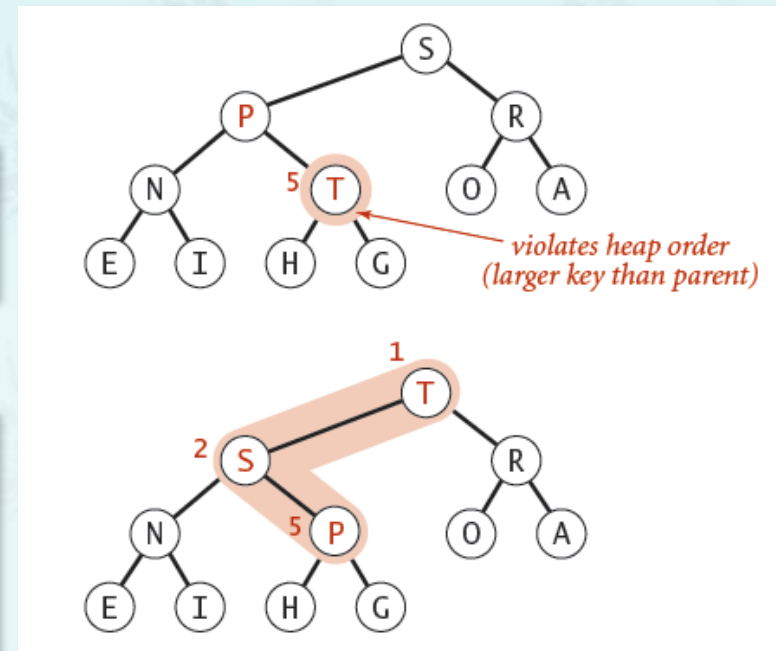 S
P R
N 5 T O A
violates heap order
(larger key than parent)
E I H G
1
T
2 S R
N 5 P O A
E I H G